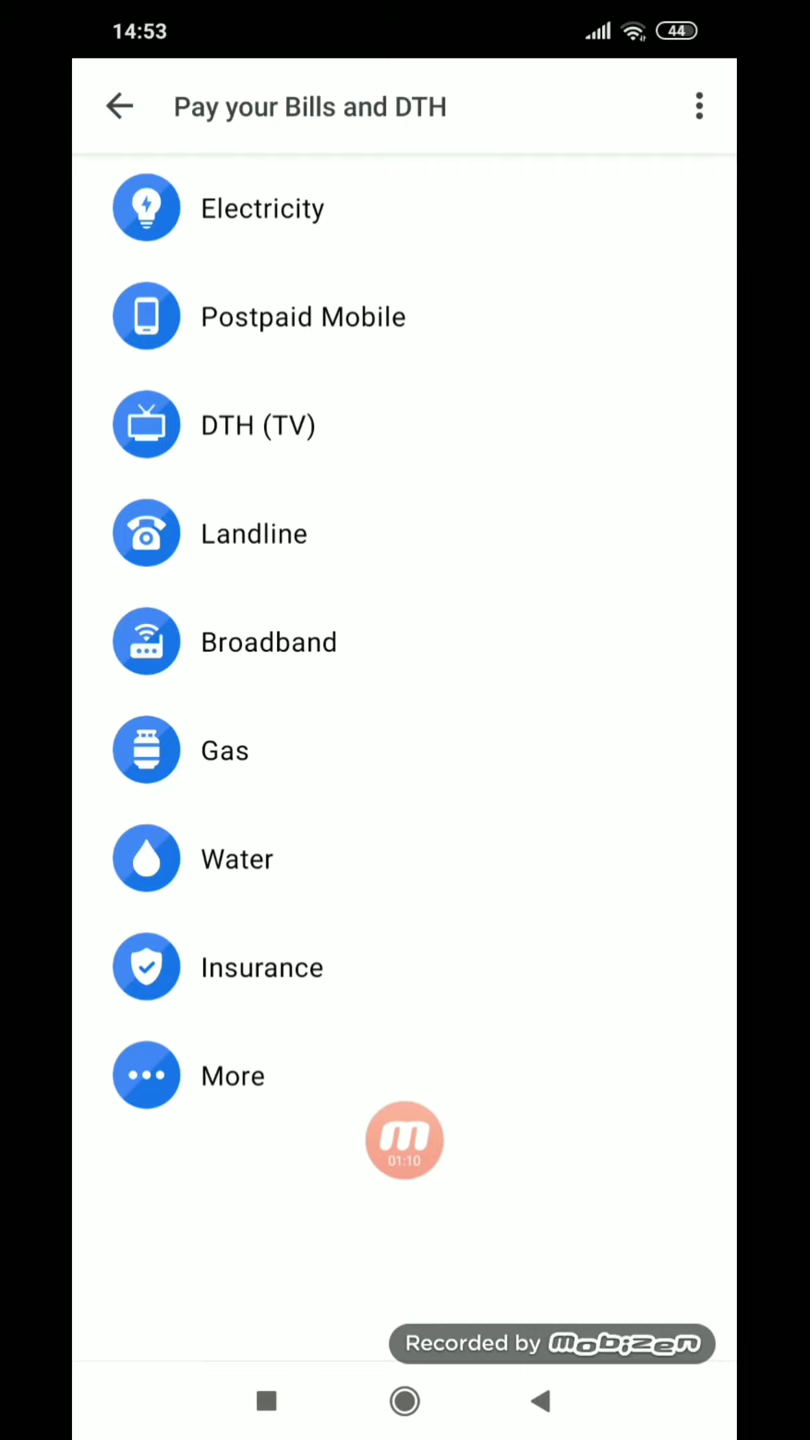 14:53
44
Pay your Bills and DTH
Electricity
Postpaid Mobile
DTH (TV)
Landline
Broadband
Gas
Water
Insurance
More
m
01:10
Recorded by mobizen